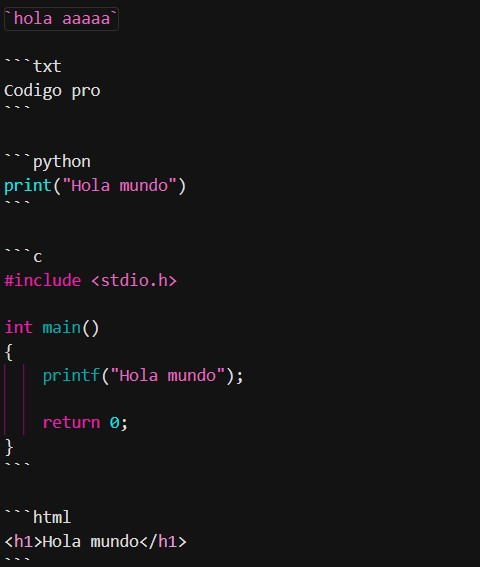 `hola aaaaa`
```txt
Codigo pro
```
```python
print("Hola mundo")
```
```c
#include <stdio.h>
int main()
{
    printf("Hola mundo");
    return 0;
}
```
```html
<h1>Hola mundo</h1>
```